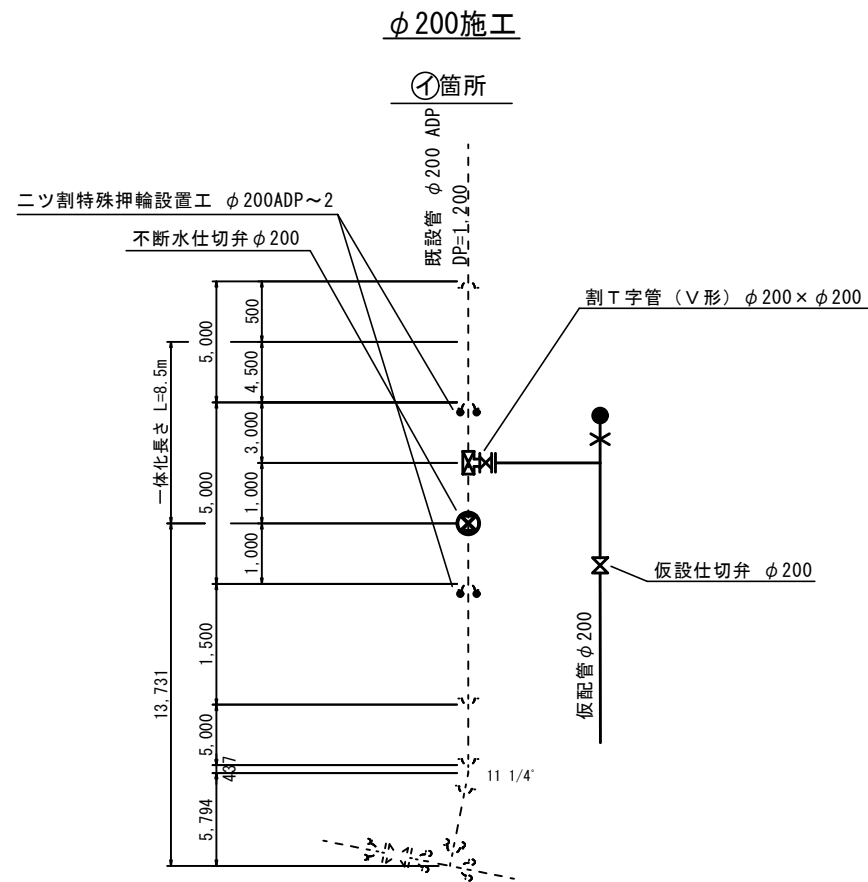 φ200施工
㋑箇所
既設管 φ200 ADP
DP=1,200
二ツ割特殊押輪設置工 φ200ADP～2
不断水仕切弁φ200
割T字管（V形）φ200×φ200
5,000
500
一体化長さ L=8.5m
4,500
3,000
5,000
1,000
1,000
仮設仕切弁 φ200
仮配管φ200
1,500
13,731
5,000
437
11 1/4°
5,794